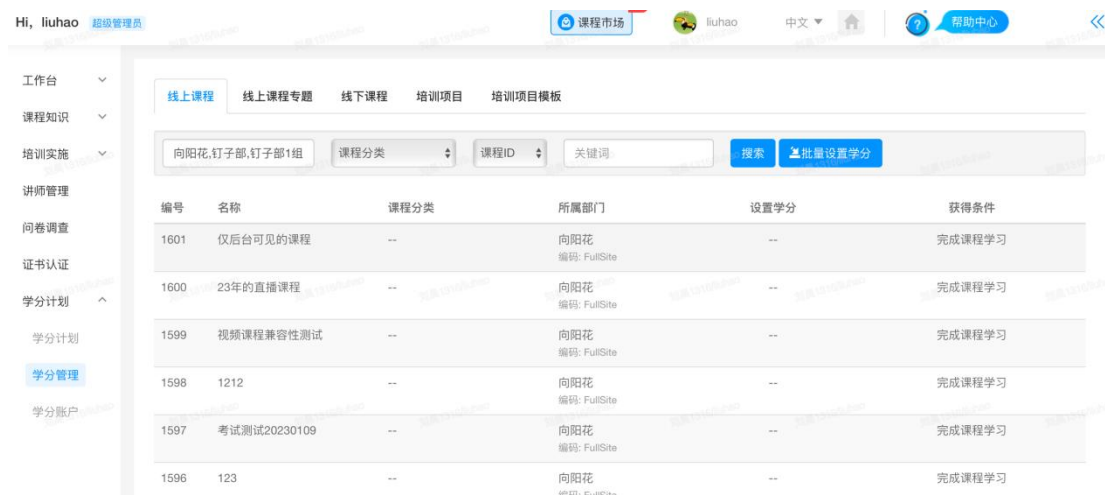 Hi, liuhao 超级管理员 课程市场 liuhao 中文 ▼ ? 帮助中心
工作台
课程知识
培训实施
讲师管理
问卷调查
证书认证
学分计划
学分计划
学分管理
学分账户
线上课程 线上课程专题 线下课程 培训项目 培训项目模板
向阳花,钉子部,钉子部1组 课程分类 课程ID 关键词 搜索 批量设置学分
编号 名称 课程分类 所属部门 设置学分 获得条件
1601 仅后台可见的课程 -- 向阳花 -- 完成课程学习
编码: FullSite
1600 23年的直播课程 -- 向阳花 -- 完成课程学习
编码: FullSite
1599 视频课程兼容性测试 -- 向阳花 -- 完成课程学习
编码: FullSite
1598 1212 -- 向阳花 -- 完成课程学习
编码: FullSite
1597 考试测试20230109 -- 向阳花 -- 完成课程学习
编码: FullSite
1596 123 -- 向阳花 -- 完成课程学习
编码: FullSite